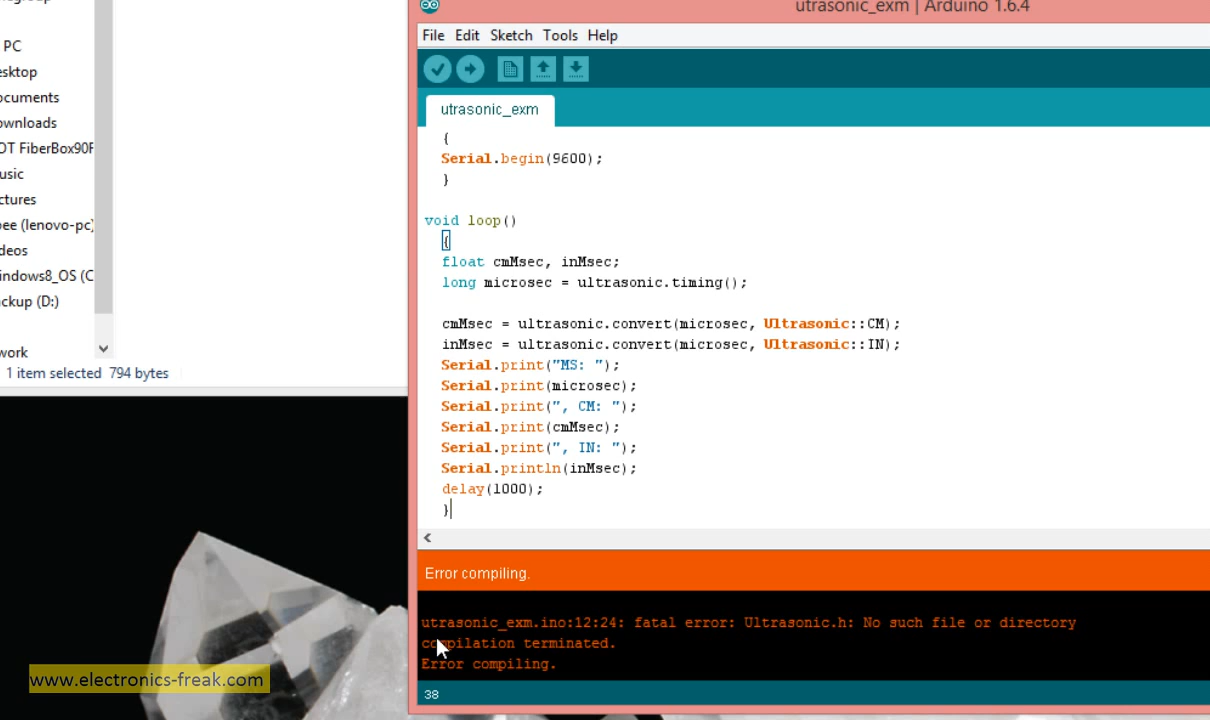 PC
esktop
ocuments
ownloads
OT FiberBox90F
usic
ctures
pee (lenovo-pc)
deos
indows8_OS (C
ackup (D:)
work
1 item selected 794 bytes
www.electronics-freak.com
utrasonic_exm | Arduino 1.6.4
File Edit Sketch Tools Help
utrasonic_exm
{
Serial.begin(9600);
}
void loop()
{
float cmMsec, inMsec;
long microsec = ultrasonic.timing();
cmMsec = ultrasonic.convert(microsec, Ultrasonic::CM);
inMsec = ultrasonic.convert(microsec, Ultrasonic::IN);
Serial.print("MS: ");
Serial.print(microsec);
Serial.print(", CM: ");
Serial.print(cmMsec);
Serial.print(", IN: ");
Serial.println(inMsec);
delay(1000);
}
Error compiling.
utrasonic_exm.ino:12:24: fatal error: Ultrasonic.h: No such file or directory
compilation terminated.
Error compiling.
38